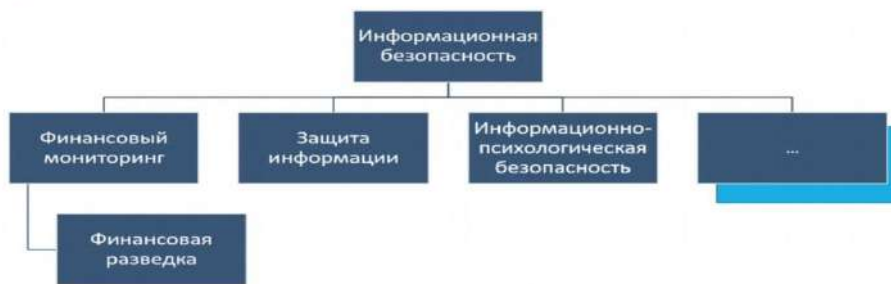 Информационная
безопасность
Финансовый
мониторинг
Защита
информации
Информационно-
психологическая
безопасность
...
Финансовая
разведка